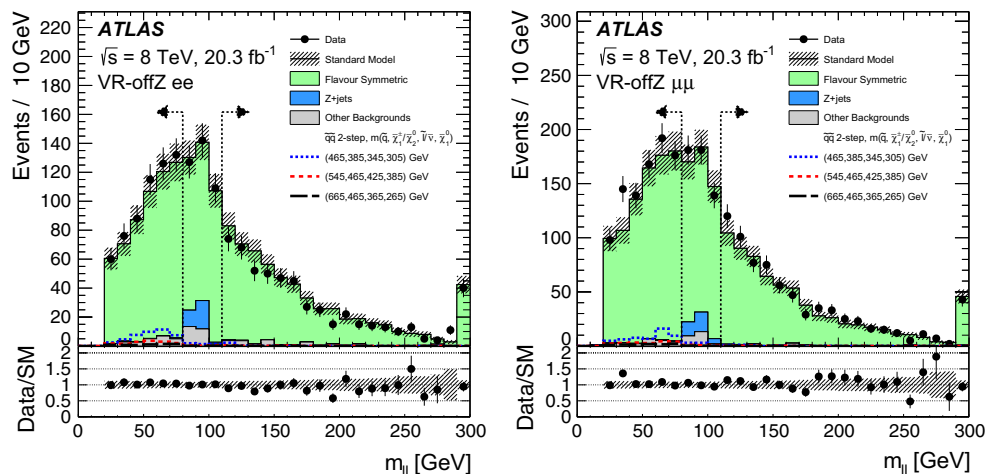 ATLAS
√s = 8 TeV, 20.3 fb⁻¹
VR-offZ ee
Data
Standard Model
Flavour Symmetric
Z+jets
Other Backgrounds
q̃q̃ 2-step, m(q̃, χ̃₁±/χ̃₂⁰, l̃/ν̃, χ̃₁⁰)
(465,385,345,305) GeV
(545,465,425,385) GeV
(665,465,365,265) GeV
Events / 10 GeV
220
200
180
160
140
120
100
80
60
40
20
0
Data/SM
2
1.5
1
0.5
0
0 50 100 150 200 250 300
m_ll [GeV]
ATLAS
√s = 8 TeV, 20.3 fb⁻¹
VR-offZ μμ
Data
Standard Model
Flavour Symmetric
Z+jets
Other Backgrounds
q̃q̃ 2-step, m(q̃, χ̃₁±/χ̃₂⁰, l̃/ν̃, χ̃₁⁰)
(465,385,345,305) GeV
(545,465,425,385) GeV
(665,465,365,265) GeV
Events / 10 GeV
300
250
200
150
100
50
0
Data/SM
2
1.5
1
0.5
0
0 50 100 150 200 250 300
m_ll [GeV]